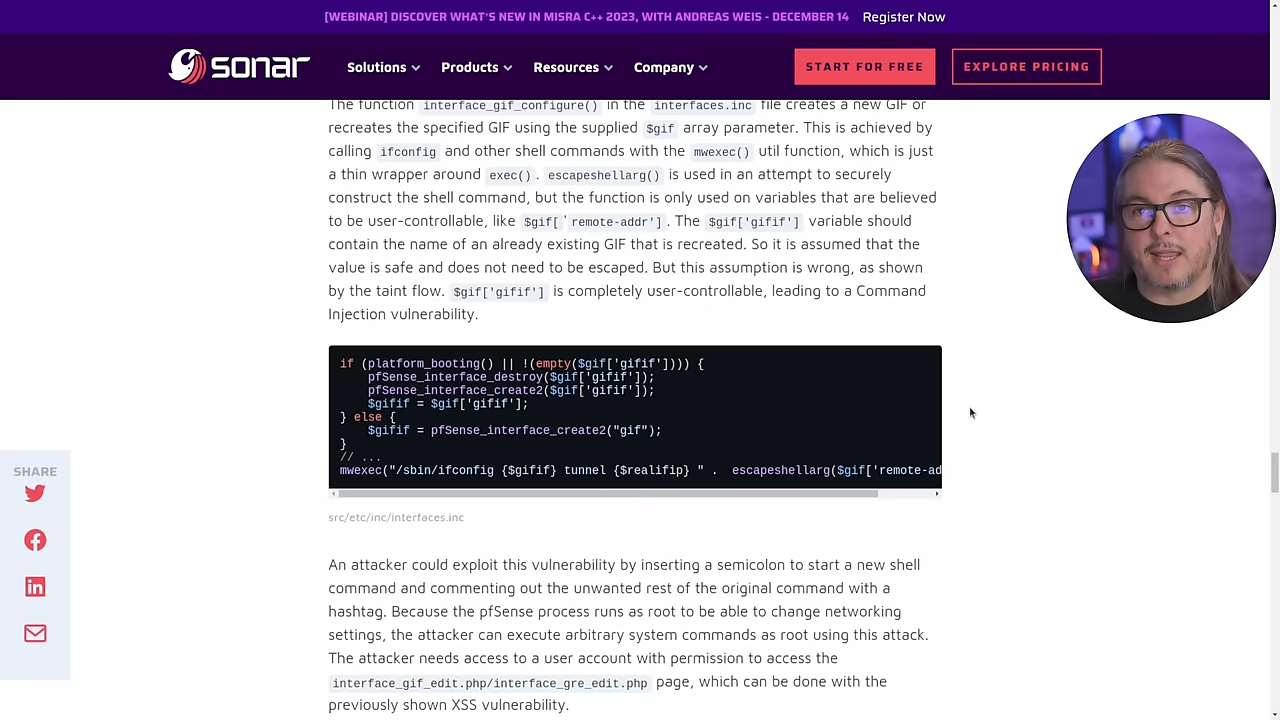 [WEBINAR] DISCOVER WHAT'S NEW IN MISRA C++ 2023, WITH ANDREAS WEIS - DECEMBER 14 Register Now
sonar Solutions Products Resources Company START FOR FREE EXPLORE PRICING
The function interface_gif_configure() in the interfaces.inc file creates a new GIF or
recreates the specified GIF using the supplied $gif array parameter. This is achieved by
calling ifconfig and other shell commands with the mwexec() util function, which is just
a thin wrapper around exec(). escapeshellarg() is used in an attempt to securely
construct the shell command, but the function is only used on variables that are believed
to be user-controllable, like $gif['remote-addr']. The $gif['gifif'] variable should
contain the name of an already existing GIF that is recreated. So it is assumed that the
value is safe and does not need to be escaped. But this assumption is wrong, as shown
by the taint flow. $gif['gifif'] is completely user-controllable, leading to a Command
Injection vulnerability.
if (platform_booting() || !(empty($gif['gifif']))) {
pfSense_interface_destroy($gif['gifif']);
pfSense_interface_create2($gif['gifif']);
$gifif = $gif['gifif'];
} else {
$gifif = pfSense_interface_create2("gif");
}
// ...
mwexec("/sbin/ifconfig {$gifif} tunnel {$realifip} " . escapeshellarg($gif['remote-ad
src/etc/inc/interfaces.inc
SHARE
An attacker could exploit this vulnerability by inserting a semicolon to start a new shell
command and commenting out the unwanted rest of the original command with a
hashtag. Because the pfSense process runs as root to be able to change networking
settings, the attacker can execute arbitrary system commands as root using this attack.
The attacker needs access to a user account with permission to access the
interface_gif_edit.php/interface_gre_edit.php page, which can be done with the
previously shown XSS vulnerability.